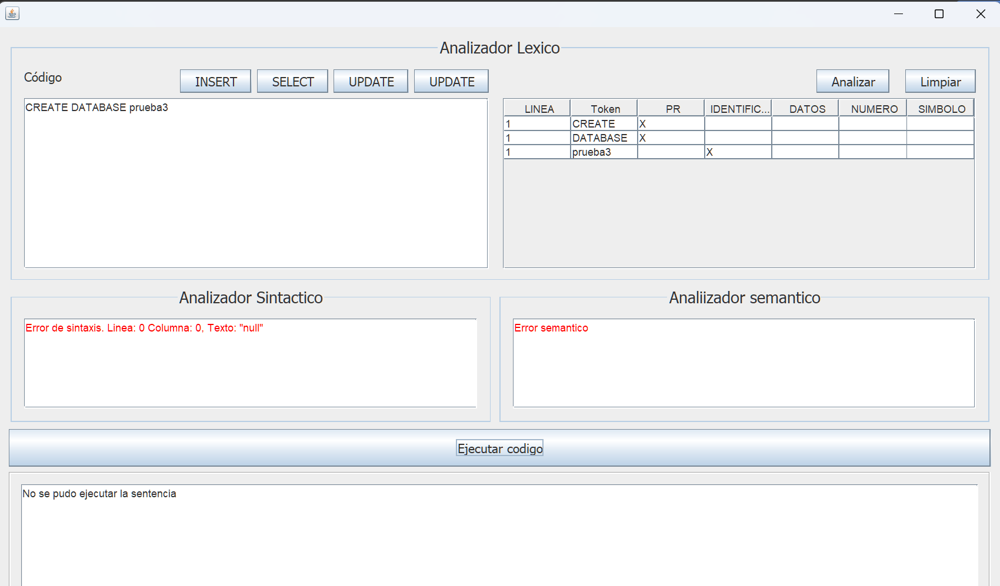 Analizador Lexico
Código
INSERT SELECT UPDATE UPDATE Analizar Limpiar
CREATE DATABASE prueba3
LINEA Token PR IDENTIFIC... DATOS NUMERO SIMBOLO
1 CREATE X
1 DATABASE X
1 prueba3 X
Analizador Sintactico
Error de sintaxis. Linea: 0 Columna: 0, Texto: "null"
Analiizador semantico
Error semantico
Ejecutar codigo
No se pudo ejecutar la sentencia